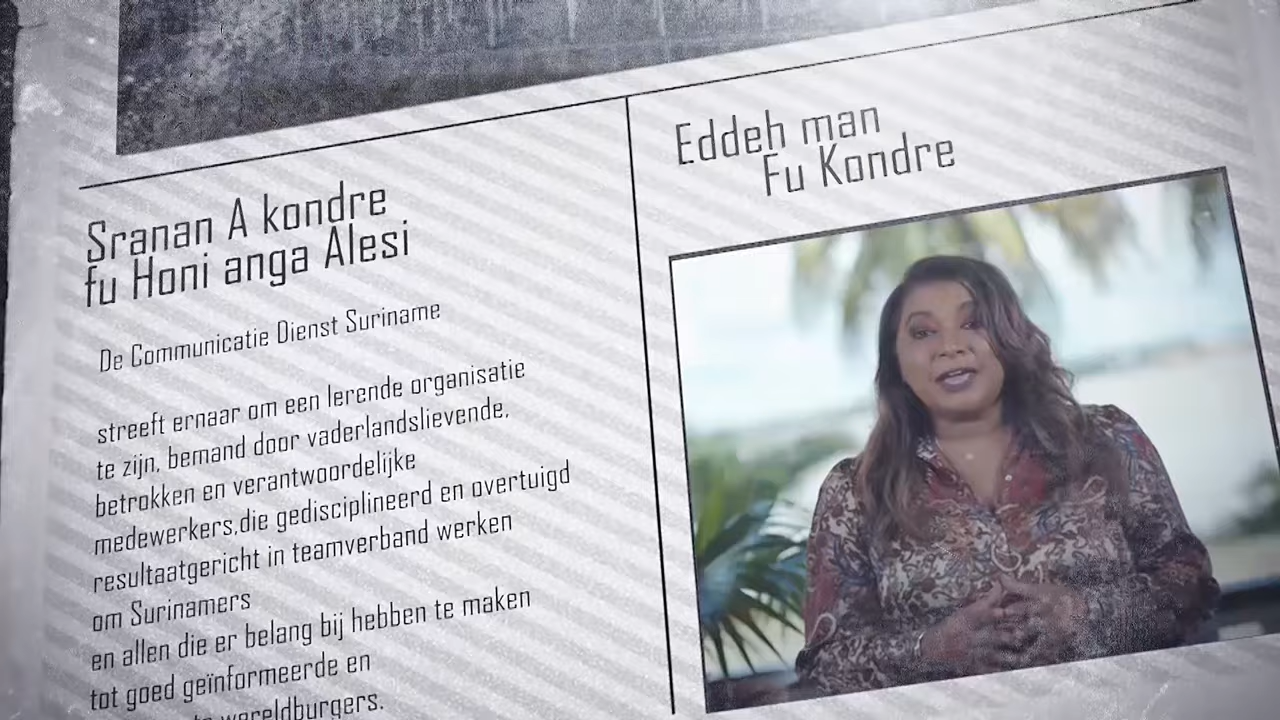 Sranan A kondre
fu Honi anga Alesi
De Communicatie Dienst Suriname
streeft ernaar om een lerende organisatie
te zijn, bemand door vaderlandslievende,
betrokken en verantwoordelijke
medewerkers,die gedisciplineerd en overtuigd
resultaatgericht in teamverband werken
om Surinamers
en allen die er belang bij hebben te maken
tot goed geïnformeerde en
wereldburgers.
Eddeh man
Fu Kondre